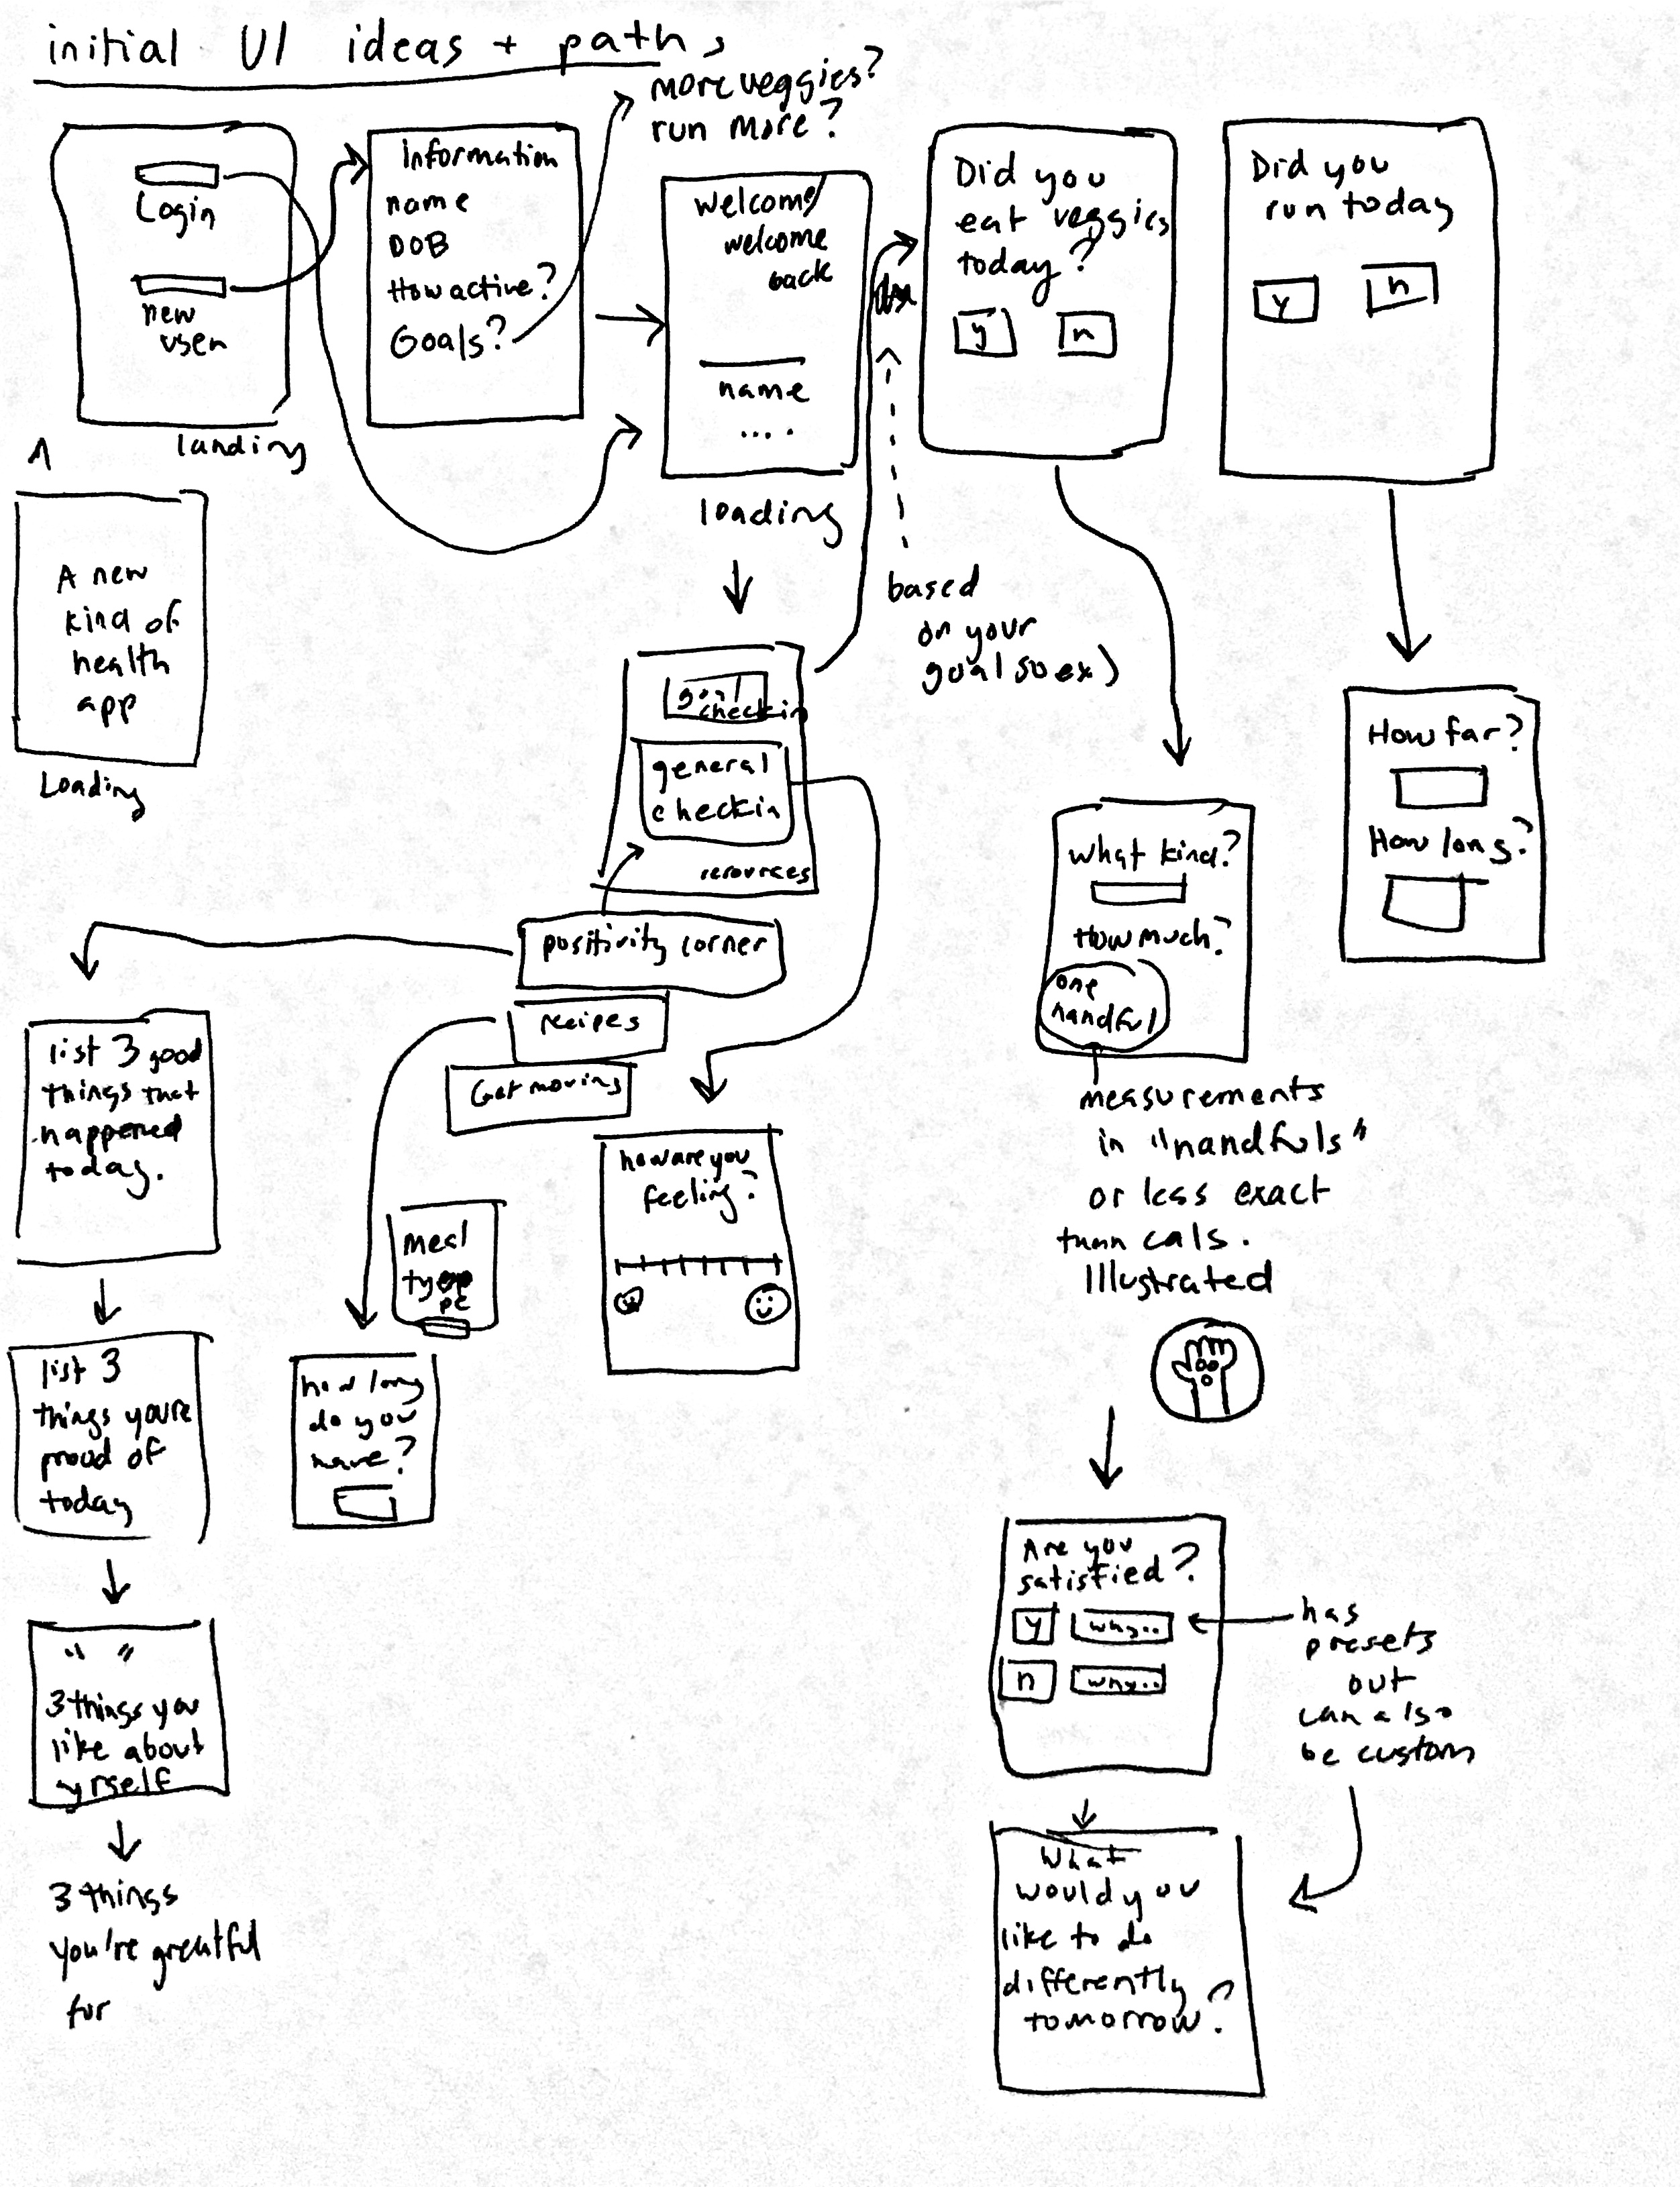 initial UI ideas + paths
more veggies?
run more?
Login
new
user
landing
Information
name
DOB
How active?
Goals?
Welcome/
welcome
back
name
....
loading
Did you
eat veggies
today?
y
n
Did you
run today
y
n
1
A new
kind of
health
app
Loading
based
on your
goal so ex)
goal
checkin
general
checkin
resources
positivity corner
recipes
Get moving
How far?
How long?
what kind?
How much?
one
handful
measurements
in "handfuls"
or less exact
than cals.
Illustrated
list 3 good
things that
happened
today.
list 3
things youre
proud of
today
" "
3 things you
like about
yrself
3 things
you're greatful
for
meal
type
how long
do you
have?
how are you
feeling?
Are you
satisfied?
y why..
n why..
has
presets
but
can also
be custom
What
would you
like to do
differently
tomorrow?